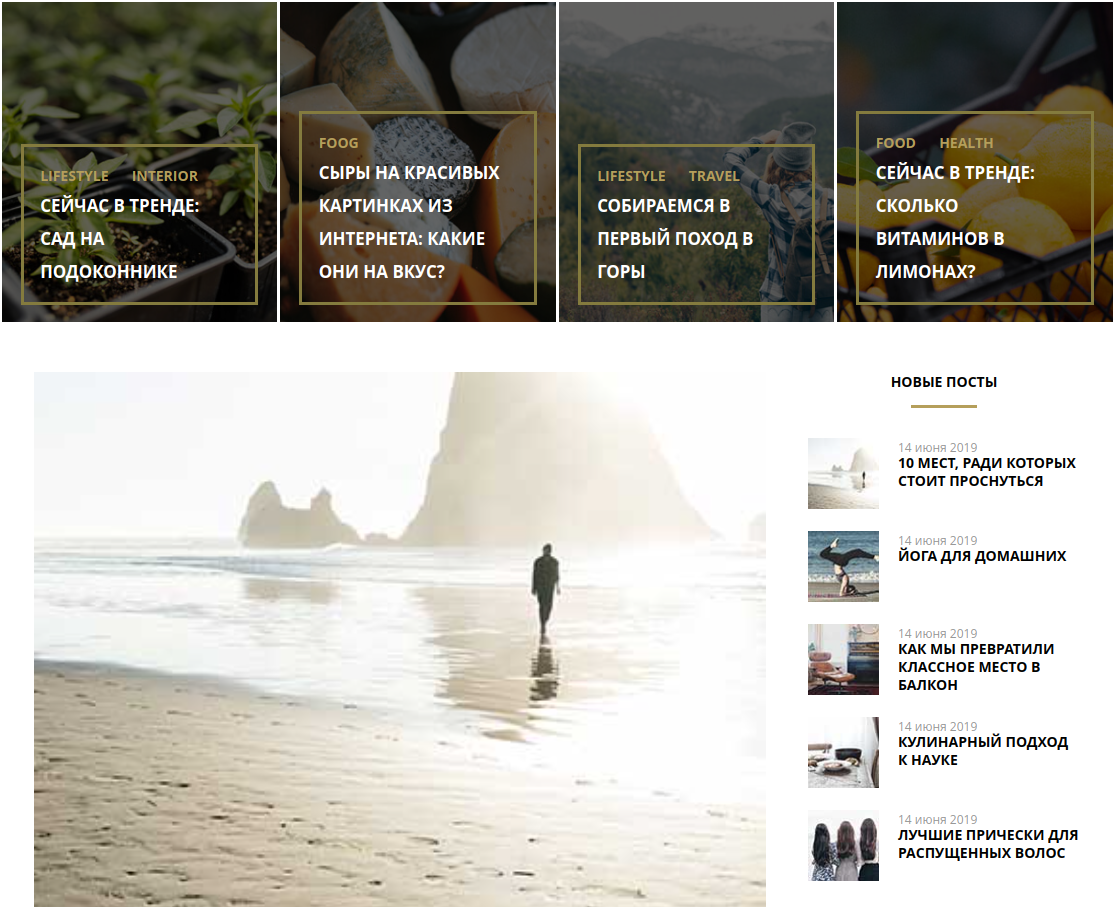 LIFESTYLE INTERIOR
СЕЙЧАС В ТРЕНДЕ:
САД НА
ПОДОКОННИКЕ
FOOG
СЫРЫ НА КРАСИВЫХ
КАРТИНКАХ ИЗ
ИНТЕРНЕТА: КАКИЕ
ОНИ НА ВКУС?
LIFESTYLE TRAVEL
СОБИРАЕМСЯ В
ПЕРВЫЙ ПОХОД В
ГОРЫ
FOOD HEALTH
СЕЙЧАС В ТРЕНДЕ:
СКОЛЬКО
ВИТАМИНОВ В
ЛИМОНАХ?
НОВЫЕ ПОСТЫ
14 июня 2019
10 МЕСТ, РАДИ КОТОРЫХ
СТОИТ ПРОСНУТЬСЯ
14 июня 2019
ЙОГА ДЛЯ ДОМАШНИХ
14 июня 2019
КАК МЫ ПРЕВРАТИЛИ
КЛАССНОЕ МЕСТО В
БАЛКОН
14 июня 2019
КУЛИНАРНЫЙ ПОДХОД
К НАУКЕ
14 июня 2019
ЛУЧШИЕ ПРИЧЕСКИ ДЛЯ
РАСПУЩЕННЫХ ВОЛОС